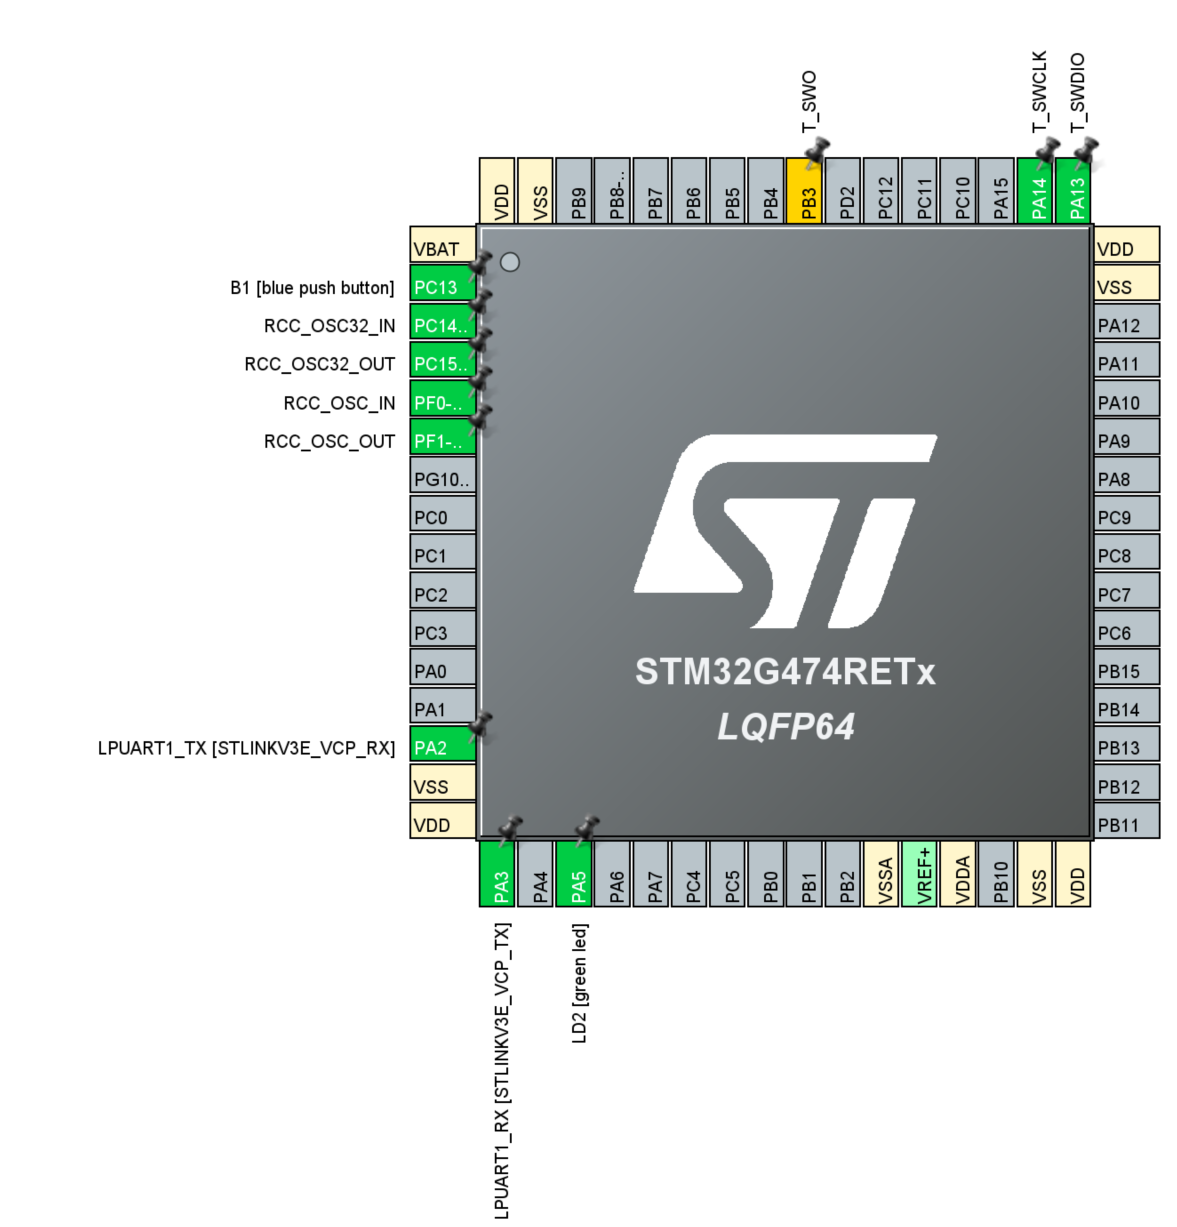 T_SWO
T_SWCLK
T_SWDIO
VDD
VSS
PB9
PB8-..
PB7
PB6
PB5
PB4
PB3
PD2
PC12
PC11
PC10
PA15
PA14
PA13
VBAT
B1 [blue push button]
PC13
RCC_OSC32_IN
PC14..
RCC_OSC32_OUT
PC15..
RCC_OSC_IN
PF0-..
RCC_OSC_OUT
PF1-..
PG10..
PC0
PC1
PC2
PC3
PA0
PA1
LPUART1_TX [STLINKV3E_VCP_RX]
PA2
VSS
VDD
ST
STM32G474RETx
LQFP64
VDD
VSS
PA12
PA11
PA10
PA9
PA8
PC9
PC8
PC7
PC6
PB15
PB14
PB13
PB12
PB11
PA3
PA4
PA5
PA6
PA7
PC4
PC5
PB0
PB1
PB2
VSSA
VREF+
VDDA
PB10
VSS
VDD
LPUART1_RX [STLINKV3E_VCP_TX]
LD2 [green led]